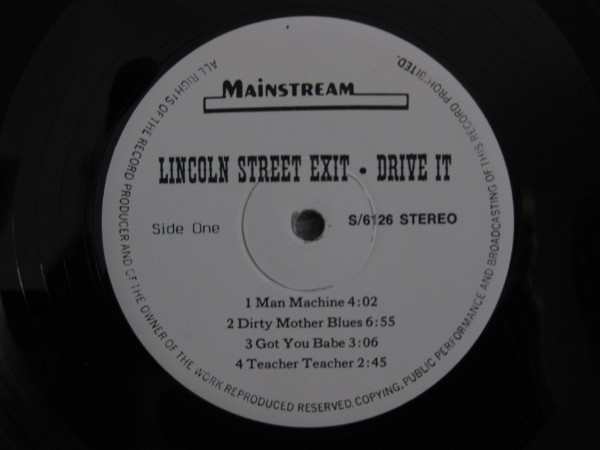 MAINSTREAM
LINCOLN STREET EXIT • DRIVE IT
Side One
S/6126 STEREO
1 Man Machine 4:02
2 Dirty Mother Blues 6:55
3 Got You Babe 3:06
4 Teacher Teacher 2:45
ALL RIGHTS OF THE RECORD PRODUCER AND OF THE OWNER OF THE WORK REPRODUCED RESERVED. COPYING, PUBLIC PERFORMANCE AND BROADCASTING OF THIS RECORD PROHIBITED.